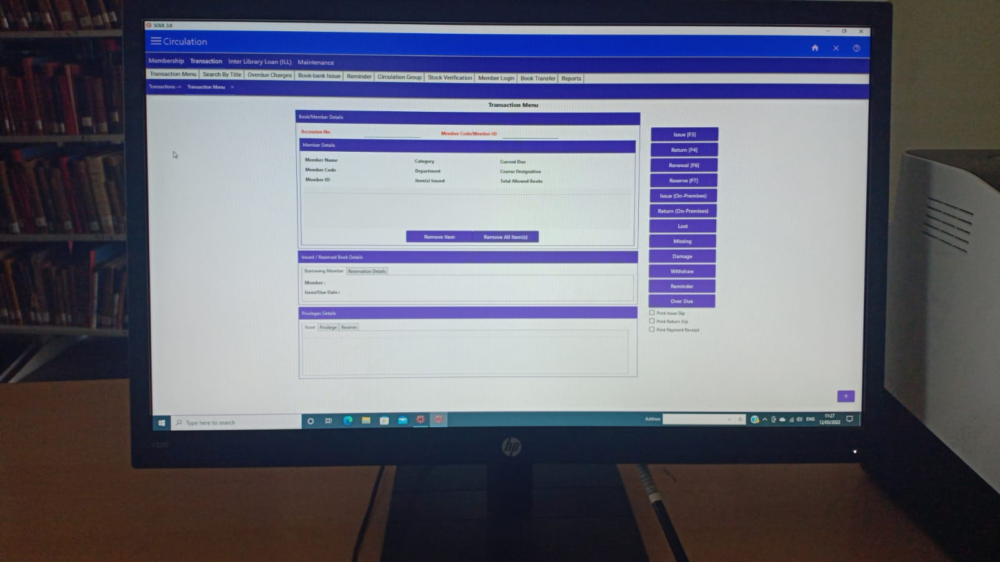 SOUL 3.0
Circulation
Membership Transaction Inter Library Loan (ILL) Maintenance
Transaction Menu Search By Title Overdue Charges Book-bank Issue Reminder Circulation Group Stock Verification Member Login Book Transfer Reports
Transactions -> Transaction Menu ×
Transaction Menu
Book/Member Details
Accession No Member Code/Member ID
Member Details
Member Name Category Current Due
Member Code Department Course Designation
Member ID Item(s) Issued Total Allowed Books
Remove Item Remove All Item(s)
Issued / Reserved Book Details
Borrowing Member Reservation Details
Member :
Issue/Due Date :
Privileges Details
Issue Privilege Reserve
Issue [F3]
Return [F4]
Renewal [F6]
Reserve [F7]
Issue (On-Premises)
Return (On-Premises)
Lost
Missing
Damage
Withdraw
Reminder
Over Due
Print Issue Slip
Print Return Slip
Print Payment Receipt
Type here to search
Address
ENG
11:27
12/03/2022
hp